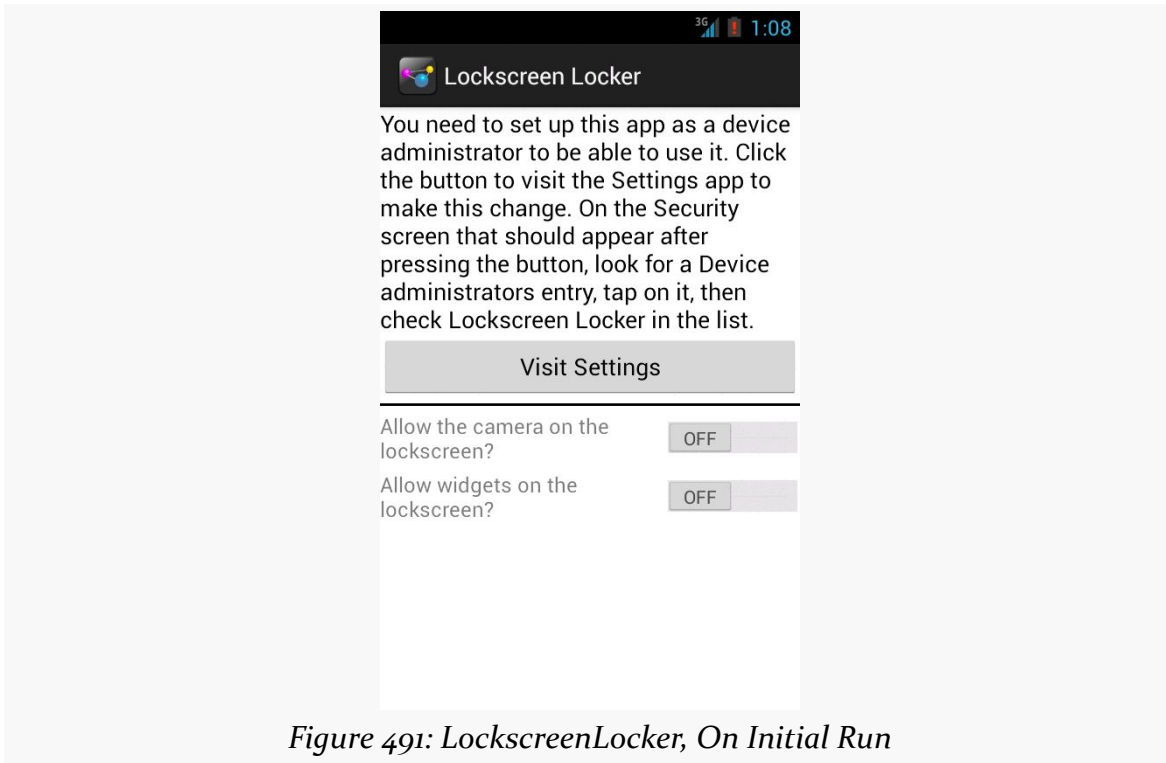 3G 1:08
Lockscreen Locker
You need to set up this app as a device
administrator to be able to use it. Click
the button to visit the Settings app to
make this change. On the Security
screen that should appear after
pressing the button, look for a Device
administrators entry, tap on it, then
check Lockscreen Locker in the list.
Visit Settings
Allow the camera on the
lockscreen?
OFF
Allow widgets on the
lockscreen?
OFF
Figure 491: LockscreenLocker, On Initial Run